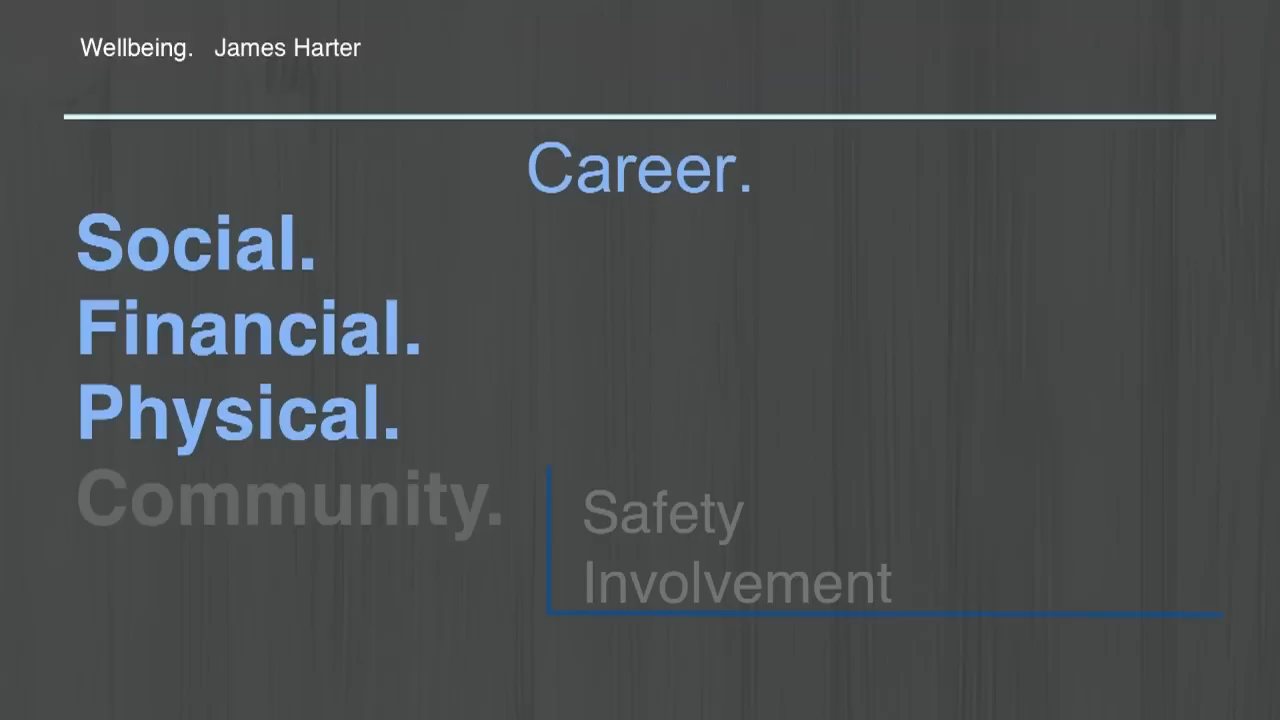 Wellbeing. James Harter
Career.
Social.
Financial.
Physical.
Community.
Safety
Involvement